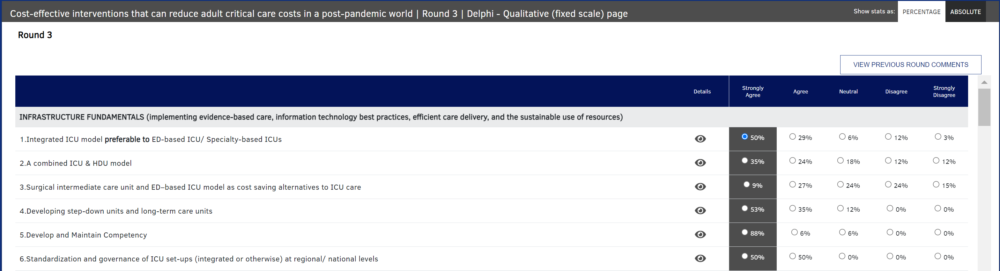 Cost-effective interventions that can reduce adult critical care costs in a post-pandemic world | Round 3 | Delphi - Qualitative (fixed scale) page Show stats as: PERCENTAGE ABSOLUTE
Round 3
VIEW PREVIOUS ROUND COMMENTS
Details Strongly Agree Agree Neutral Disagree Strongly Disagree
INFRASTRUCTURE FUNDAMENTALS (implementing evidence-based care, information technology best practices, efficient care delivery, and the sustainable use of resources)
1.Integrated ICU model preferable to ED-based ICU/ Specialty-based ICUs 50% 29% 6% 12% 3%
2.A combined ICU & HDU model 35% 24% 18% 12% 12%
3.Surgical intermediate care unit and ED–based ICU model as cost saving alternatives to ICU care 9% 27% 24% 24% 15%
4.Developing step-down units and long-term care units 53% 35% 12% 0% 0%
5.Develop and Maintain Competency 88% 6% 6% 0% 0%
6.Standardization and governance of ICU set-ups (integrated or otherwise) at regional/ national levels 50% 50% 0% 0% 0%